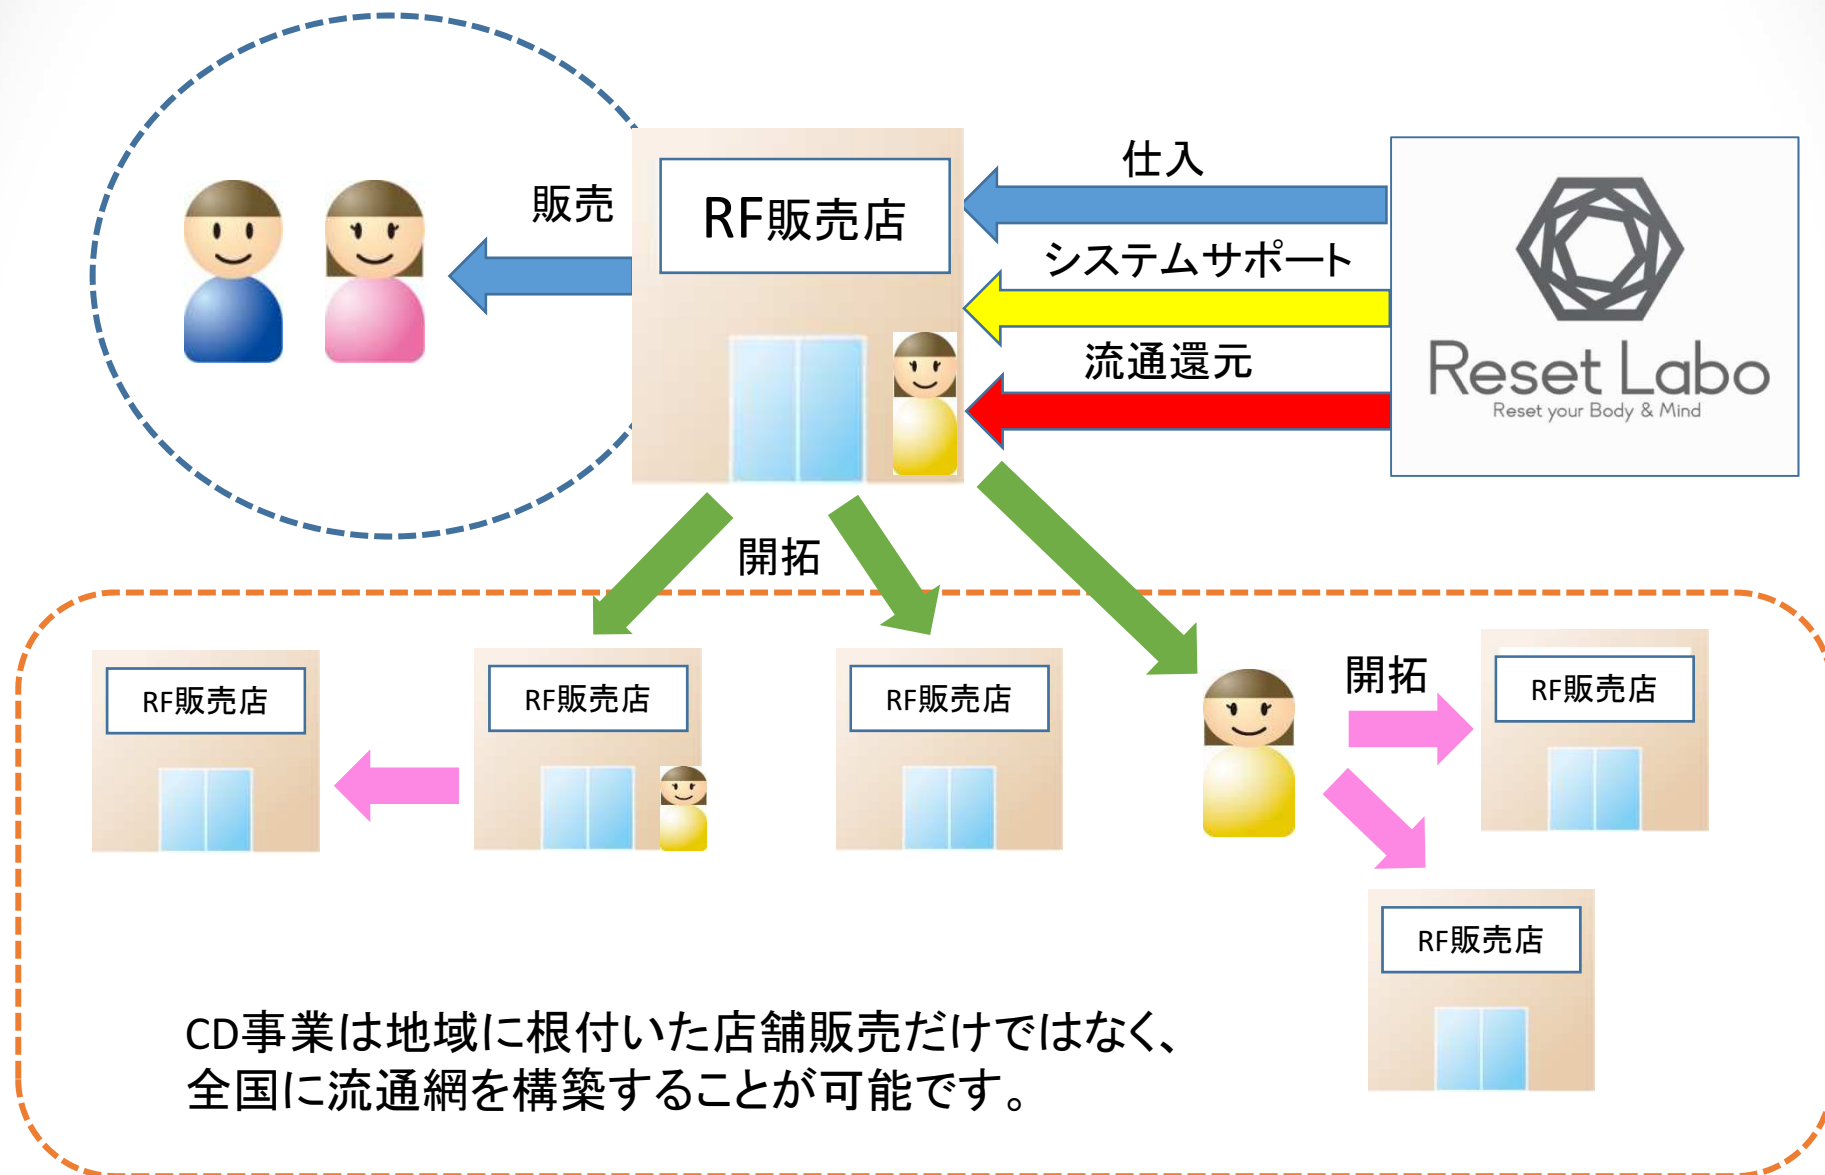 仕入
販売
RF販売店
システムサポート
流通還元
Reset Labo
Reset your Body & Mind
開拓
RF販売店
RF販売店
RF販売店
開拓
RF販売店
RF販売店
CD事業は地域に根付いた店舗販売だけではなく、
全国に流通網を構築することが可能です。